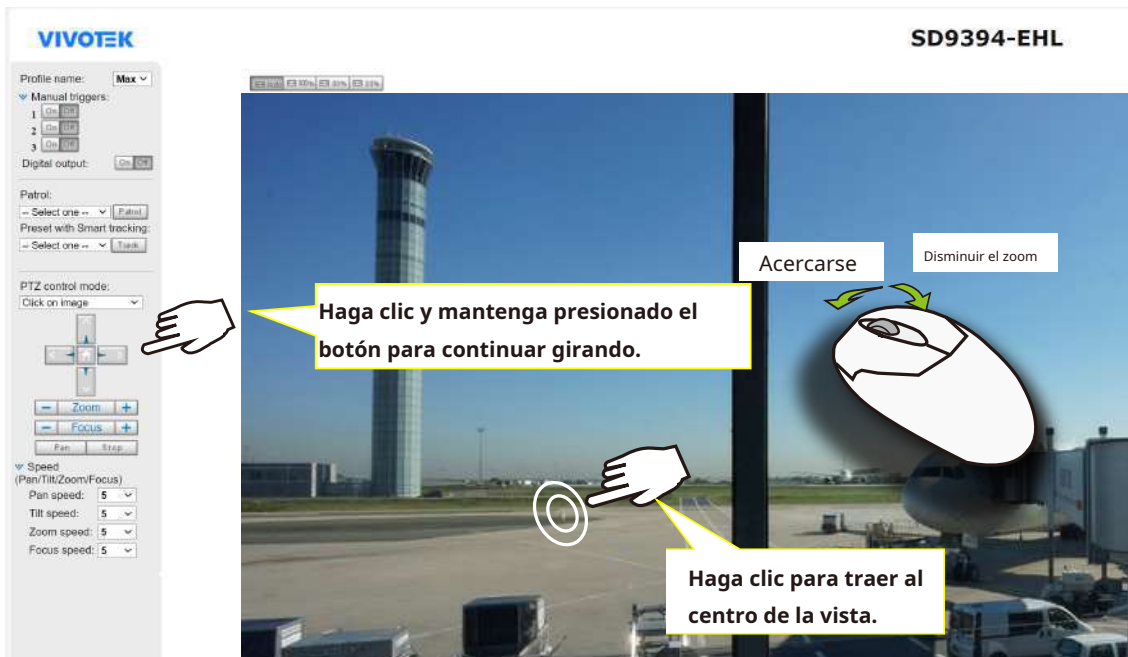 VIVOTEK
SD9394-EHL
Profile name: Max
Auto 100% 50% 25%
Manual triggers:
1 On Off
2 On Off
3 On Off
Digital output: On Off
Patrol:
-- Select one -- Patrol
Preset with Smart tracking:
-- Select one -- Track
PTZ control mode:
Click on image
Haga clic y mantenga presionado el
botón para continuar girando.
Acercarse
Disminuir el zoom
− Zoom +
− Focus +
Pan Stop
Speed
(Pan/Tilt/Zoom/Focus)
Pan speed: 5
Tilt speed: 5
Zoom speed: 5
Focus speed: 5
Haga clic para traer al
centro de la vista.